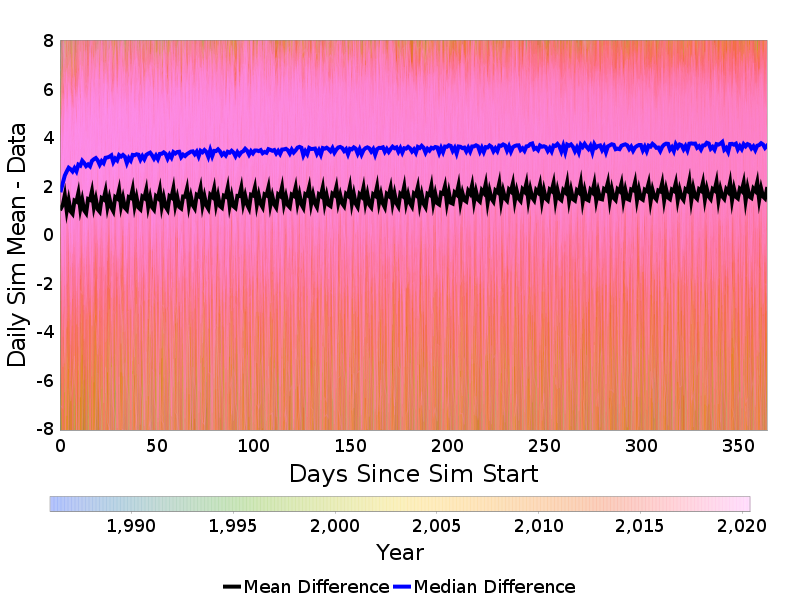 8
6
4
2
0
-2
-4
-6
-8
Daily Sim Mean - Data
0 50 100 150 200 250 300 350
Days Since Sim Start
1,990 1,995 2,000 2,005 2,010 2,015 2,020
Year
Mean Difference Median Difference